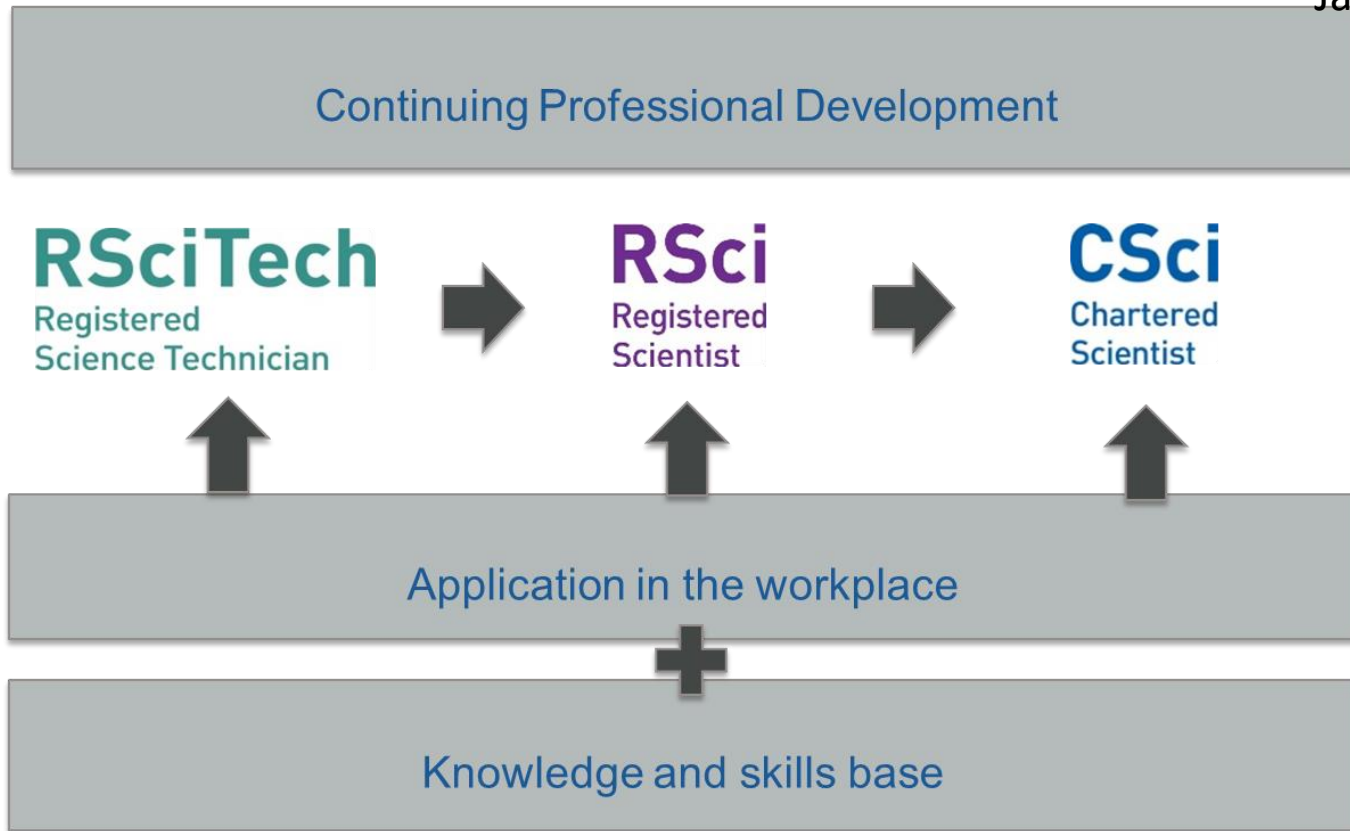 Continuing Professional Development
RSciTech
Registered
Science Technician
RSci
Registered
Scientist
CSci
Chartered
Scientist
Application in the workplace
Knowledge and skills base